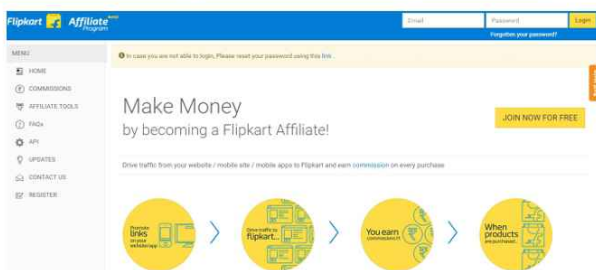 Flipkart Affiliate
Program
Email
Password
Login
Forgotten your password?
MENU
HOME
COMMISSIONS
AFFILIATE TOOLS
FAQs
API
UPDATES
CONTACT US
REGISTER
In case you are not able to login, Please reset your password using this link .
Make Money
by becoming a Flipkart Affiliate!
JOIN NOW FOR FREE
Drive traffic from your website / mobile site / mobile apps to Flipkart and earn commission on every purchase
Promote
links
on your
website/app
Drive traffic to
flipkart...
You earn
commissions!!!
When
products
are purchased...